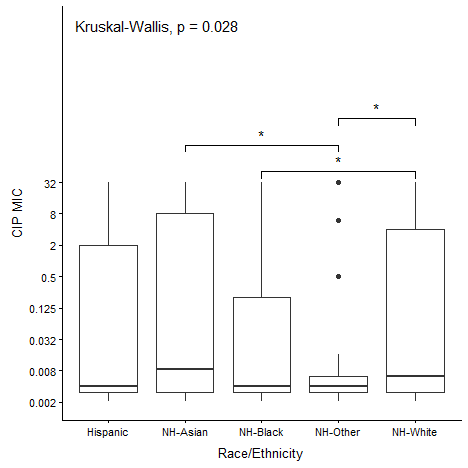 Kruskal-Wallis, p = 0.028
*
*
*
CIP MIC
32
8
2
0.5
0.125
0.032
0.008
0.002
Hispanic NH-Asian NH-Black NH-Other NH-White
Race/Ethnicity